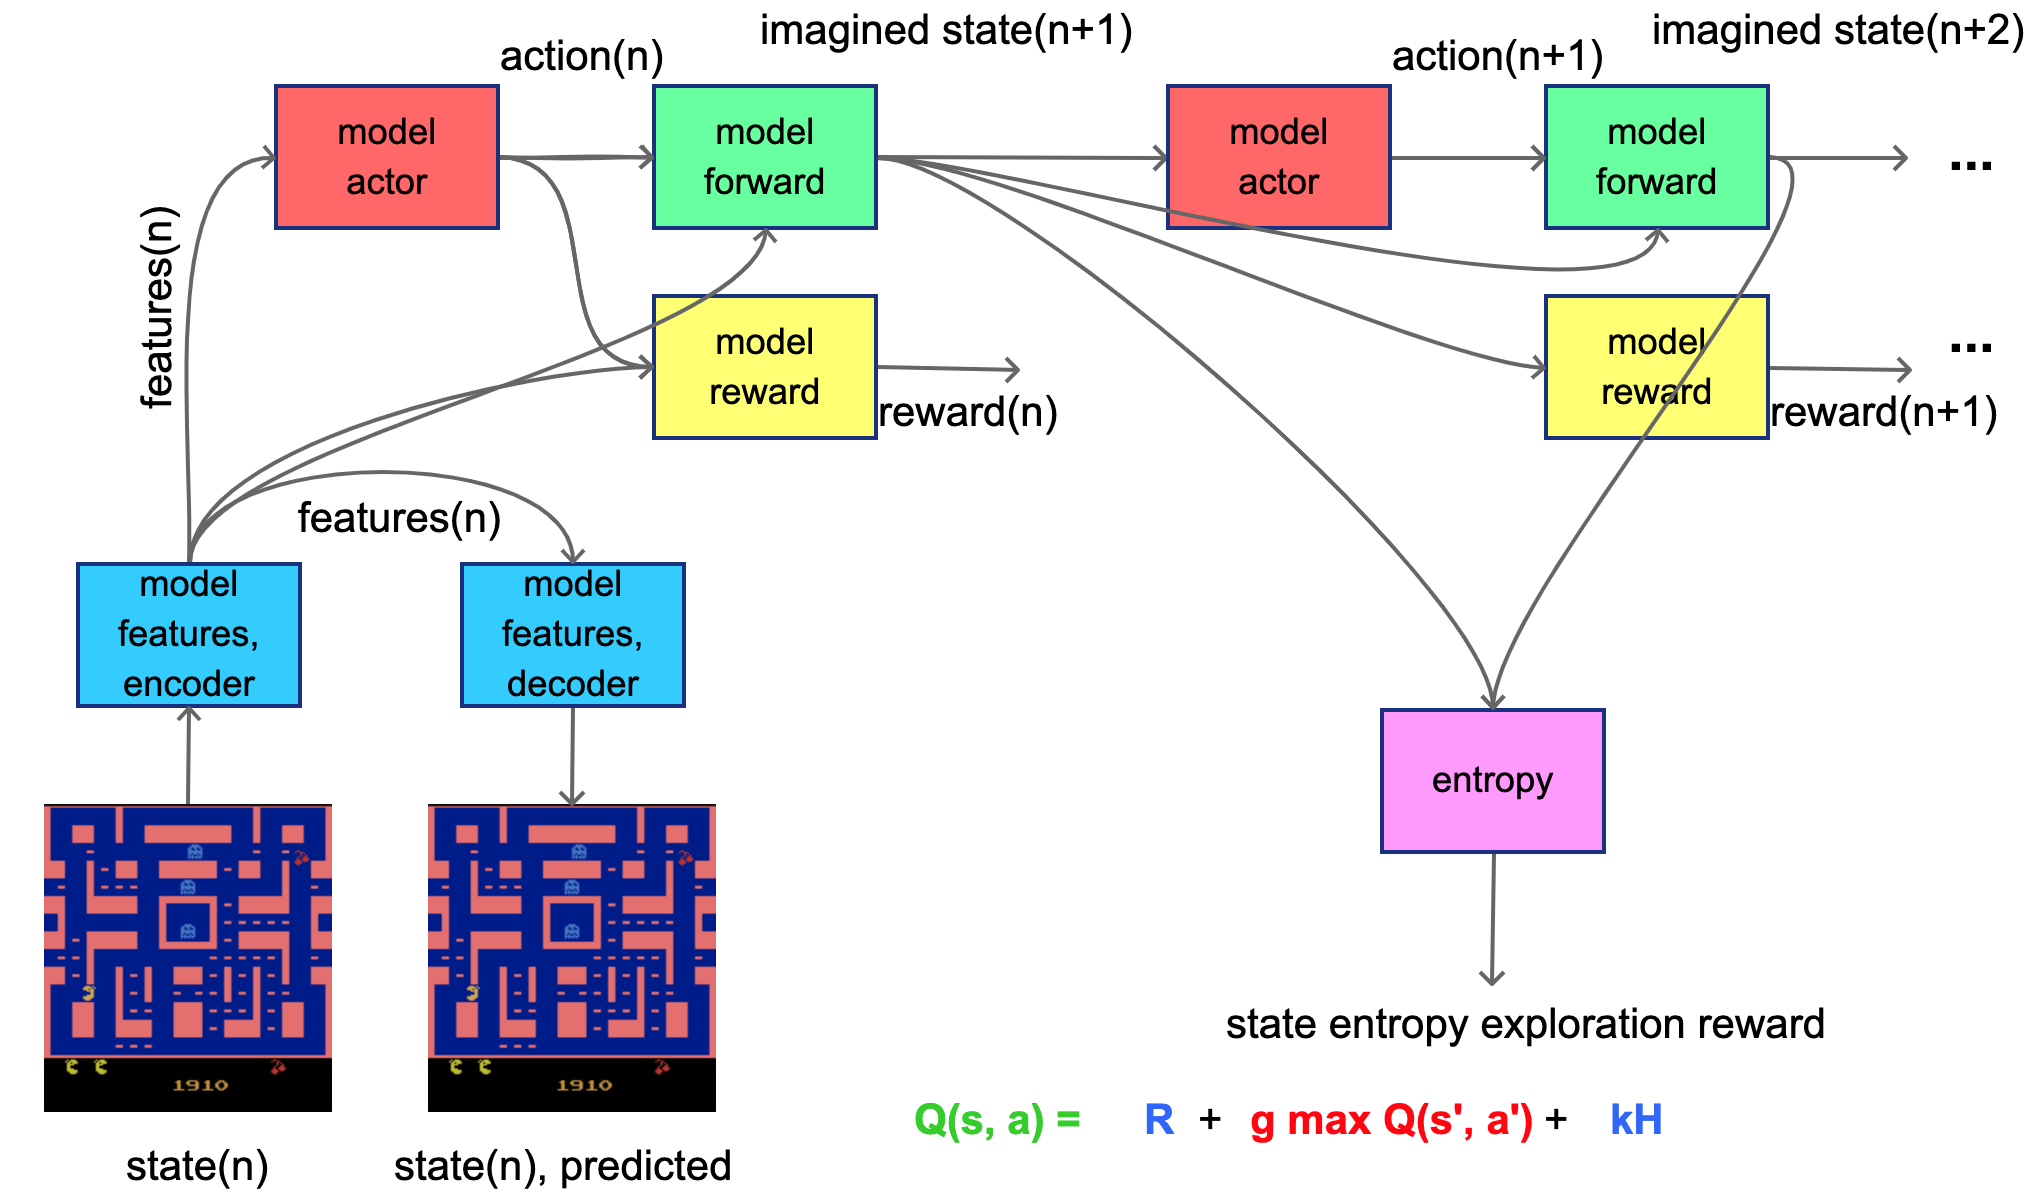 imagined state(n+1)
imagined state(n+2)
action(n)
action(n+1)
model
actor
model
forward
model
actor
model
forward
...
features(n)
model
reward
model
reward
...
reward(n)
reward(n+1)
features(n)
model
features,
encoder
model
features,
decoder
entropy
state entropy exploration reward
1910
1910
Q(s, a) = R + g max Q(s', a') + kH
state(n)
state(n), predicted